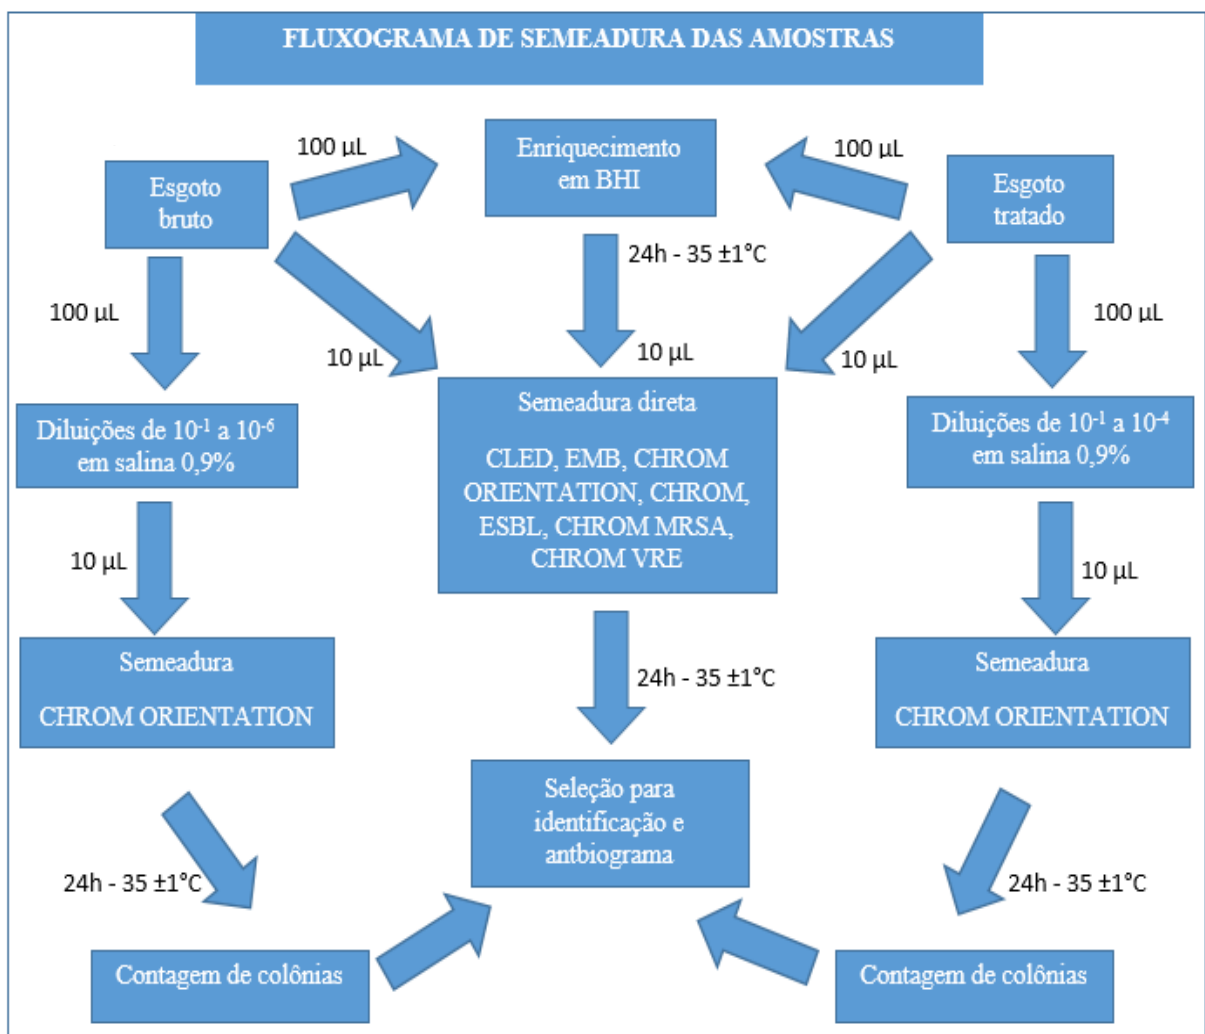 FLUXOGRAMA DE SEMEADURA DAS AMOSTRAS
100 µL
Enriquecimento
em BHI
100 µL
Esgoto
bruto
Esgoto
tratado
24h - 35 ±1°C
100 µL
100 µL
10 µL
10 µL
10 µL
Diluições de 10⁻¹ a 10⁻⁶
em salina 0,9%
Semeadura direta
CLED, EMB, CHROM
ORIENTATION, CHROM,
ESBL, CHROM MRSA,
CHROM VRE
Diluições de 10⁻¹ a 10⁻⁴
em salina 0,9%
10 µL
10 µL
Semeadura
CHROM ORIENTATION
24h - 35 ±1°C
Semeadura
CHROM ORIENTATION
Seleção para
identificação e
antbiograma
24h - 35 ±1°C
24h - 35 ±1°C
Contagem de colônias
Contagem de colônias